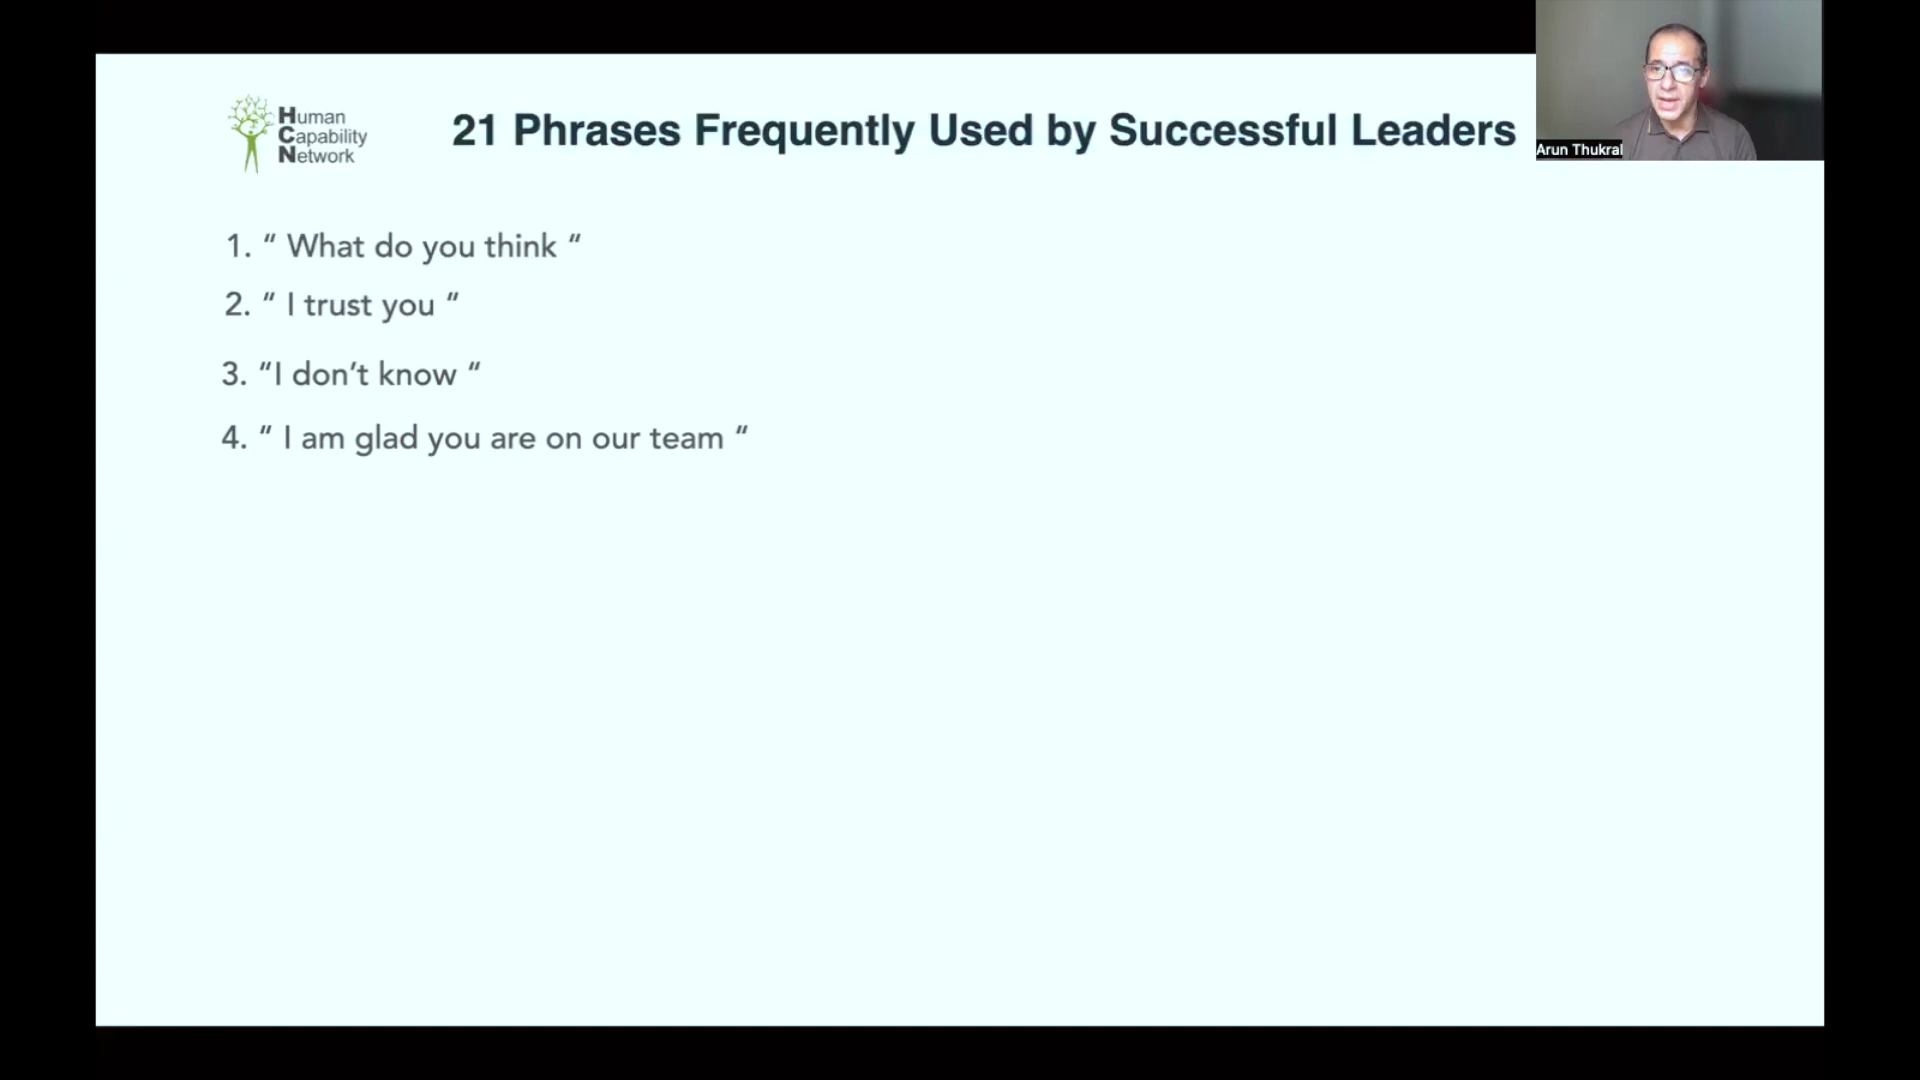 Human
Capability
Network
21 Phrases Frequently Used by Successful Leaders
Arun Thukral
1. “ What do you think “
2. “ I trust you “
3. “I don’t know “
4. “ I am glad you are on our team “